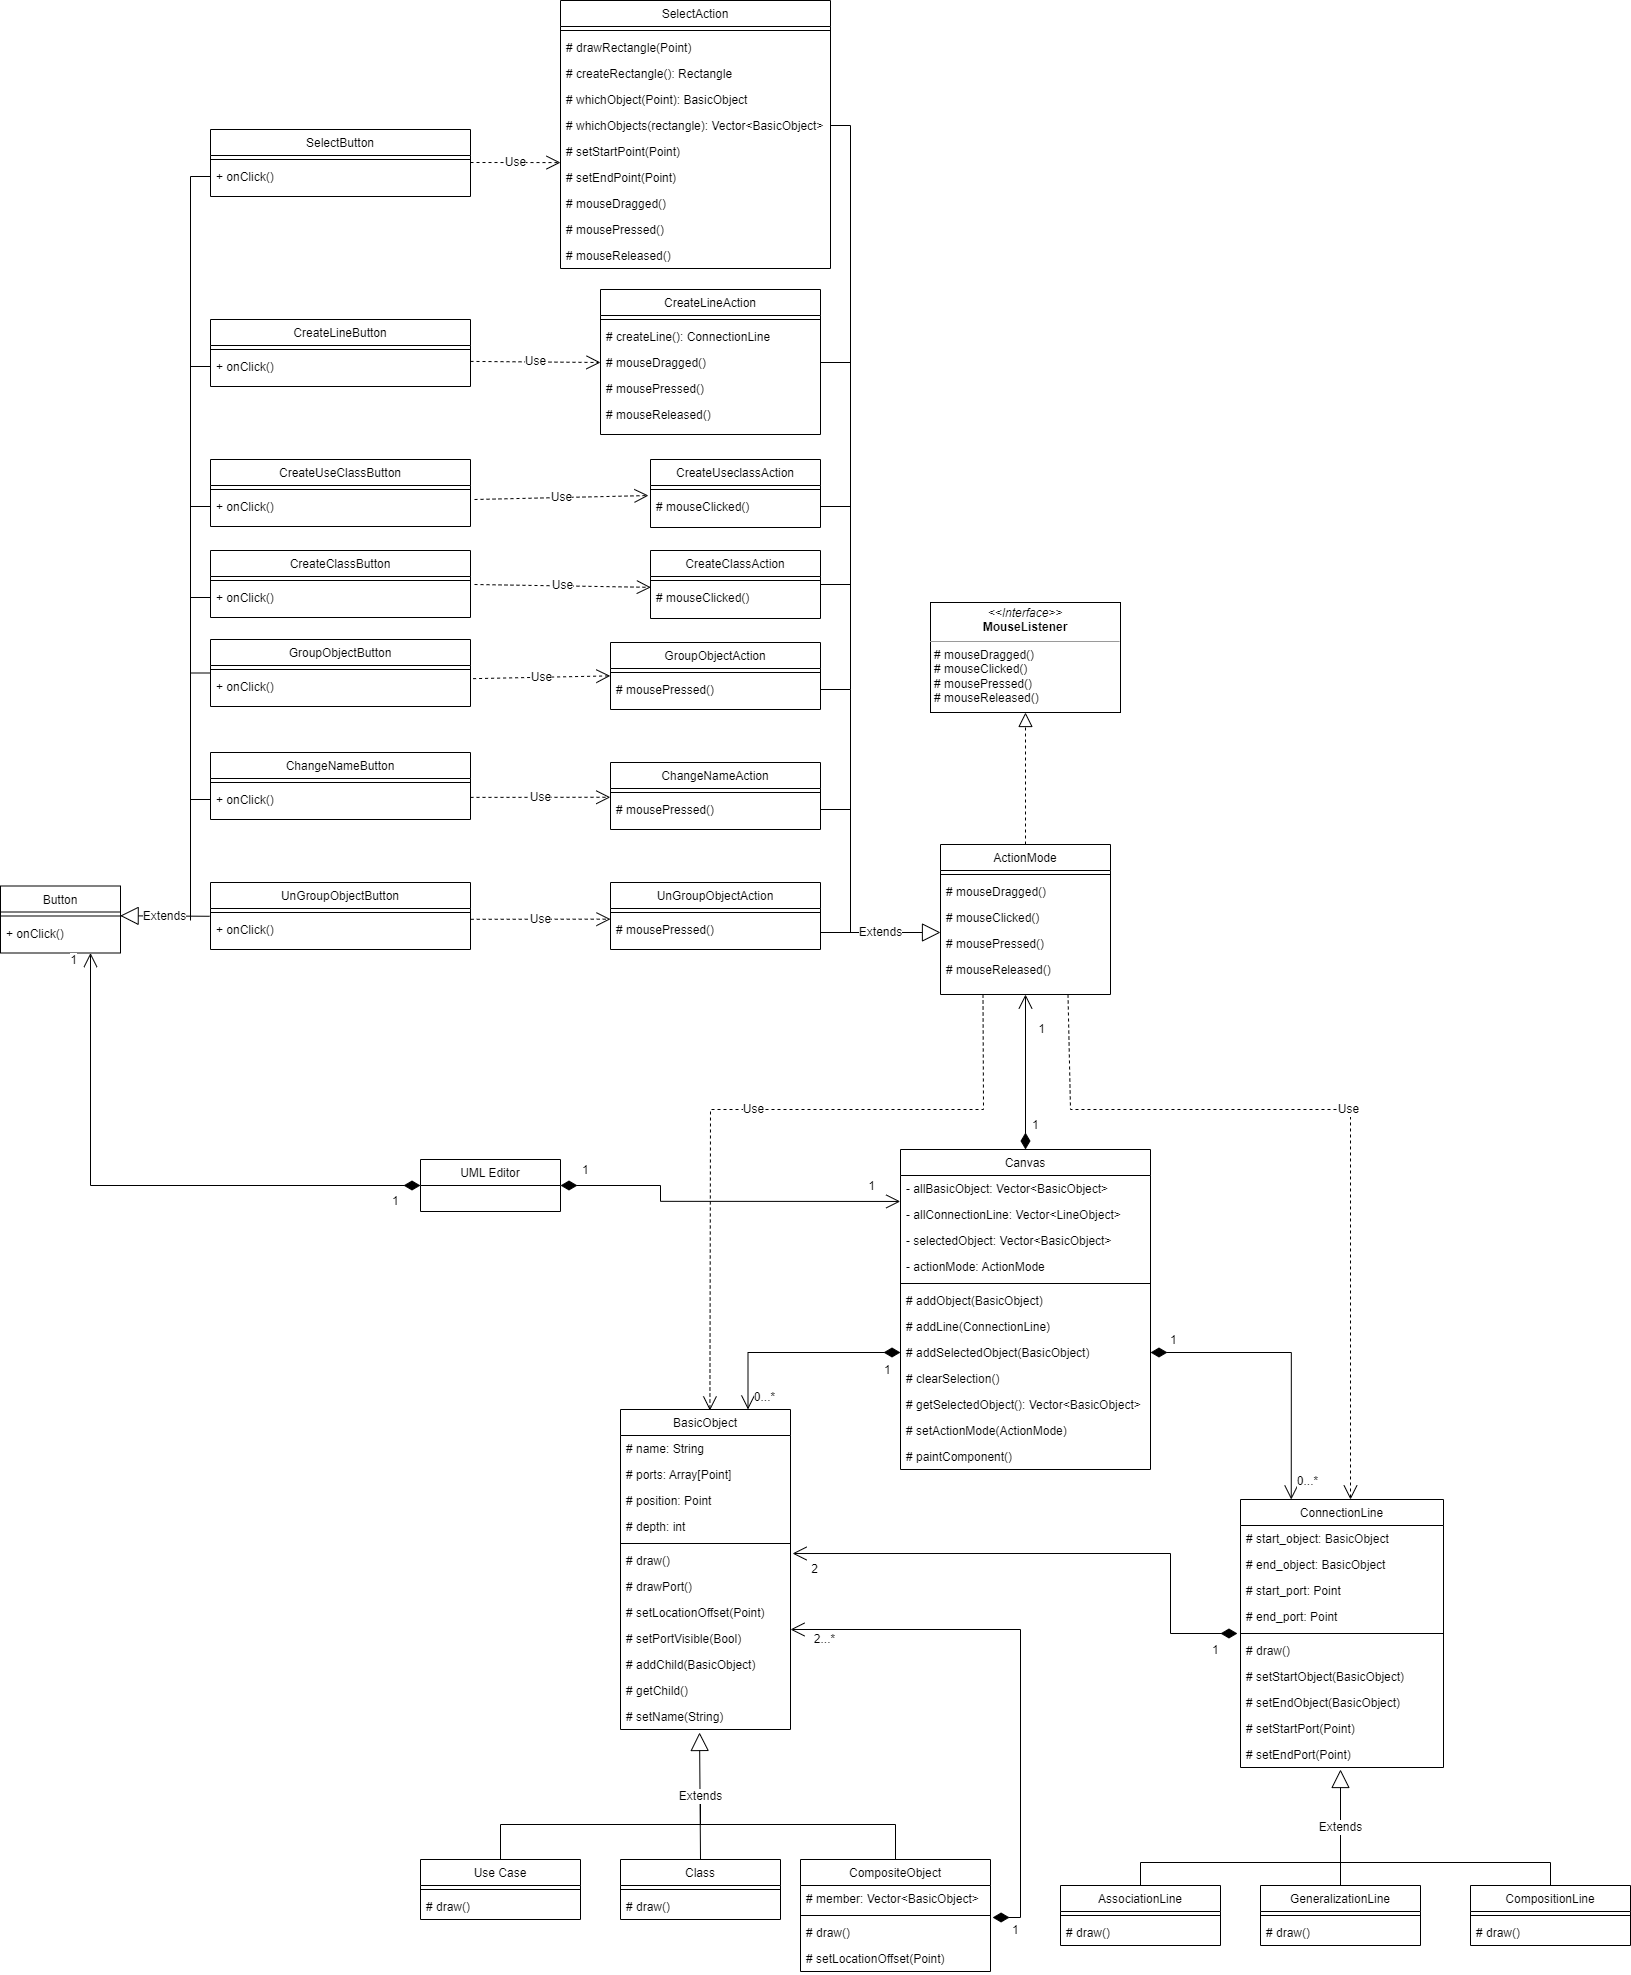 SelectAction
# drawRectangle(Point)
# createRectangle(): Rectangle
# whichObject(Point): BasicObject
# whichObjects(rectangle): Vector<BasicObject>
# setStartPoint(Point)
# setEndPoint(Point)
# mouseDragged()
# mousePressed()
# mouseReleased()
SelectButton
+ onClick()
Use
CreateLineAction
# createLine(): ConnectionLine
# mouseDragged()
# mousePressed()
# mouseReleased()
CreateLineButton
+ onClick()
Use
CreateUseClassButton
+ onClick()
Use
CreateUseclassAction
# mouseClicked()
CreateClassButton
+ onClick()
Use
CreateClassAction
# mouseClicked()
GroupObjectButton
+ onClick()
Use
GroupObjectAction
# mousePressed()
<<Interface>>
MouseListener
# mouseDragged()
# mouseClicked()
# mousePressed()
# mouseReleased()
ChangeNameButton
+ onClick()
Use
ChangeNameAction
# mousePressed()
Button
+ onClick()
Extends
UnGroupObjectButton
+ onClick()
Use
UnGroupObjectAction
# mousePressed()
Extends
ActionMode
# mouseDragged()
# mouseClicked()
# mousePressed()
# mouseReleased()
1
1
Use
Use
1
UML Editor
1
1
1
Canvas
- allBasicObject: Vector<BasicObject>
- allConnectionLine: Vector<LineObject>
- selectedObject: Vector<BasicObject>
- actionMode: ActionMode
# addObject(BasicObject)
# addLine(ConnectionLine)
# addSelectedObject(BasicObject)
# clearSelection()
# getSelectedObject(): Vector<BasicObject>
# setActionMode(ActionMode)
# paintComponent()
1
1
0...*
0...*
BasicObject
# name: String
# ports: Array[Point]
# position: Point
# depth: int
# draw()
# drawPort()
# setLocationOffset(Point)
# setPortVisible(Bool)
# addChild(BasicObject)
# getChild()
# setName(String)
2
2...*
1
ConnectionLine
# start_object: BasicObject
# end_object: BasicObject
# start_port: Point
# end_port: Point
# draw()
# setStartObject(BasicObject)
# setEndObject(BasicObject)
# setStartPort(Point)
# setEndPort(Point)
Extends
Extends
Use Case
# draw()
Class
# draw()
CompositeObject
# member: Vector<BasicObject>
# draw()
# setLocationOffset(Point)
1
AssociationLine
# draw()
GeneralizationLine
# draw()
CompositionLine
# draw()